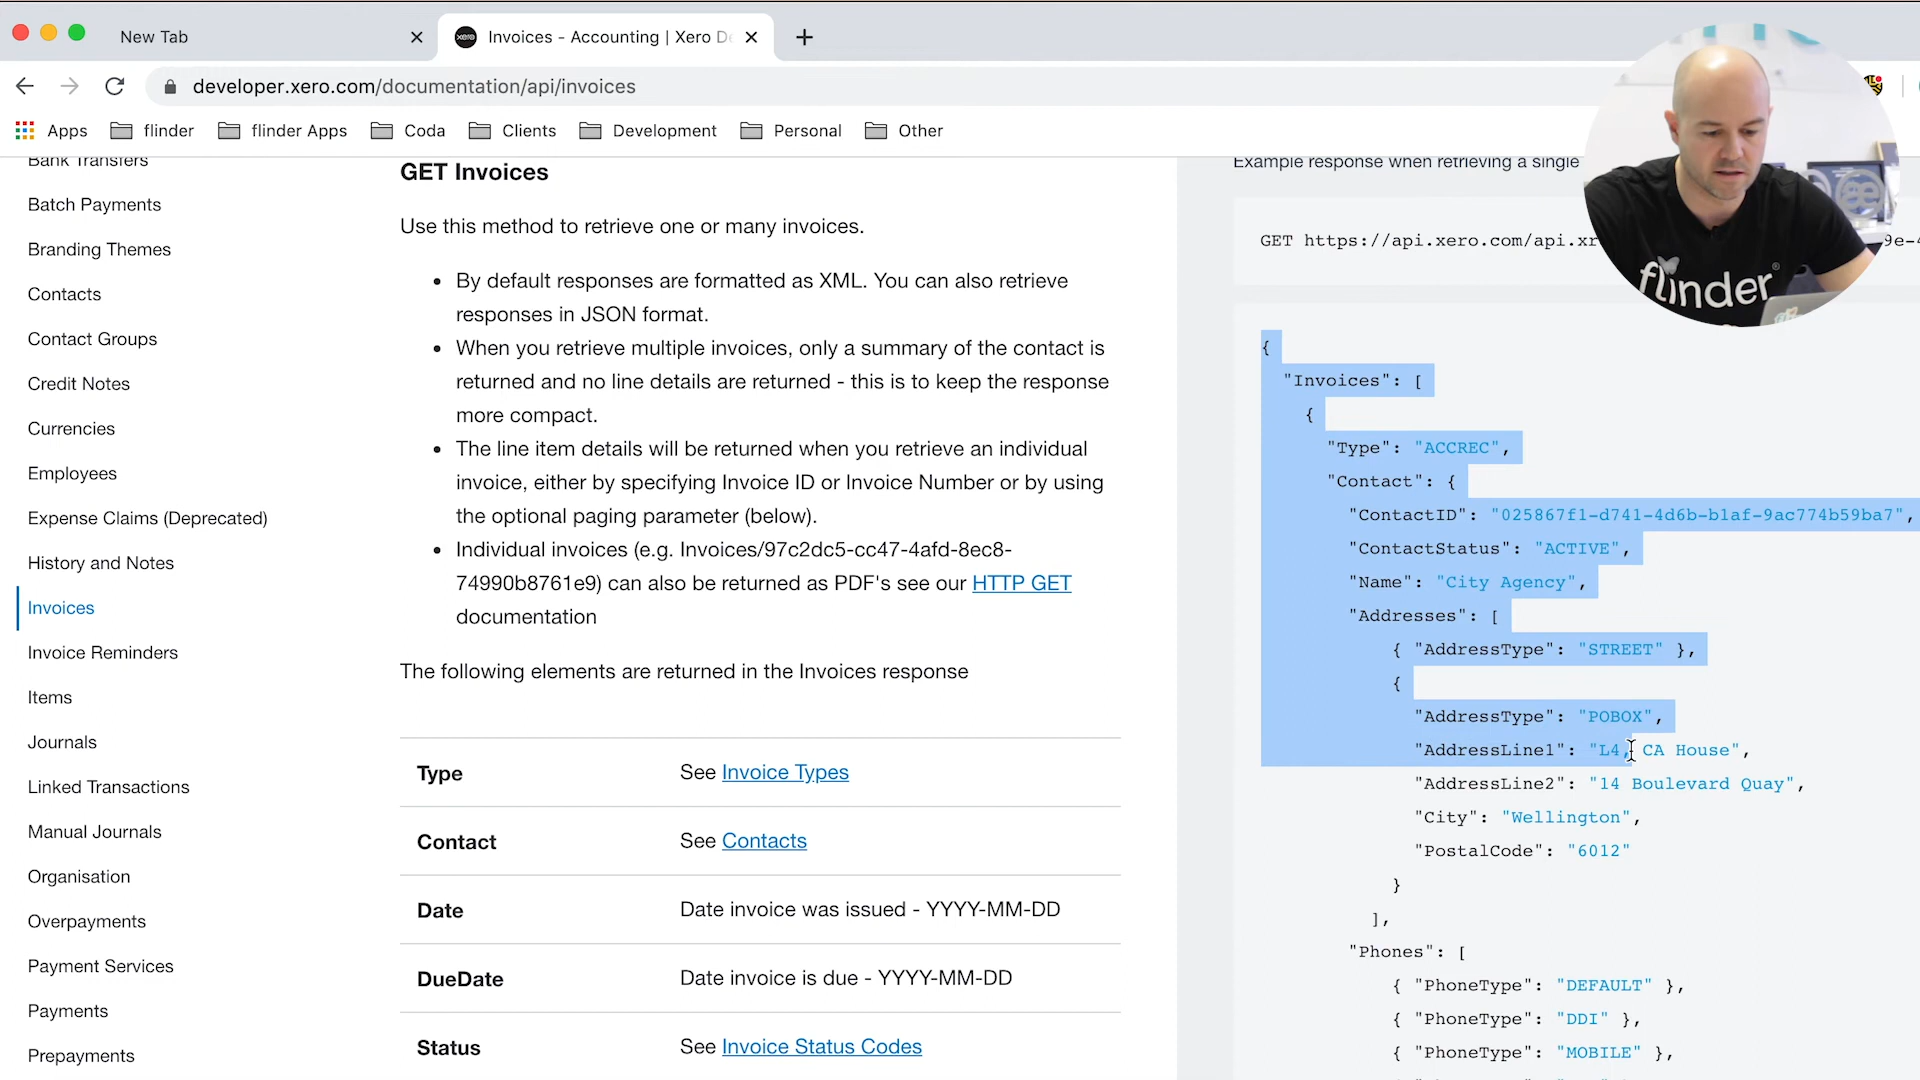 New Tab
Invoices - Accounting | Xero De
developer.xero.com/documentation/api/invoices
Apps
flinder
flinder Apps
Coda
Clients
Development
Personal
Other
Bank Transfers
Batch Payments
Branding Themes
Contacts
Contact Groups
Credit Notes
Currencies
Employees
Expense Claims (Deprecated)
History and Notes
Invoices
Invoice Reminders
Items
Journals
Linked Transactions
Manual Journals
Organisation
Overpayments
Payment Services
Payments
Prepayments
GET Invoices
Use this method to retrieve one or many invoices.
• By default responses are formatted as XML. You can also retrieve
responses in JSON format.
• When you retrieve multiple invoices, only a summary of the contact is
returned and no line details are returned - this is to keep the response
more compact.
• The line item details will be returned when you retrieve an individual
invoice, either by specifying Invoice ID or Invoice Number or by using
the optional paging parameter (below).
• Individual invoices (e.g. Invoices/97c2dc5-cc47-4afd-8ec8-
74990b8761e9) can also be returned as PDF's see our HTTP GET
documentation
The following elements are returned in the Invoices response
Type See Invoice Types
Contact See Contacts
Date Date invoice was issued - YYYY-MM-DD
DueDate Date invoice is due - YYYY-MM-DD
Status See Invoice Status Codes
Example response when retrieving a single
GET https://api.xero.com/api.xr 9e-4
{
"Invoices": [
{
"Type": "ACCREC",
"Contact": {
"ContactID": "025867f1-d741-4d6b-b1af-9ac774b59ba7",
"ContactStatus": "ACTIVE",
"Name": "City Agency",
"Addresses": [
{ "AddressType": "STREET" },
{
"AddressType": "POBOX",
"AddressLine1": "L4, CA House",
"AddressLine2": "14 Boulevard Quay",
"City": "Wellington",
"PostalCode": "6012"
}
],
"Phones": [
{ "PhoneType": "DEFAULT" },
{ "PhoneType": "DDI" },
{ "PhoneType": "MOBILE" },
flinder